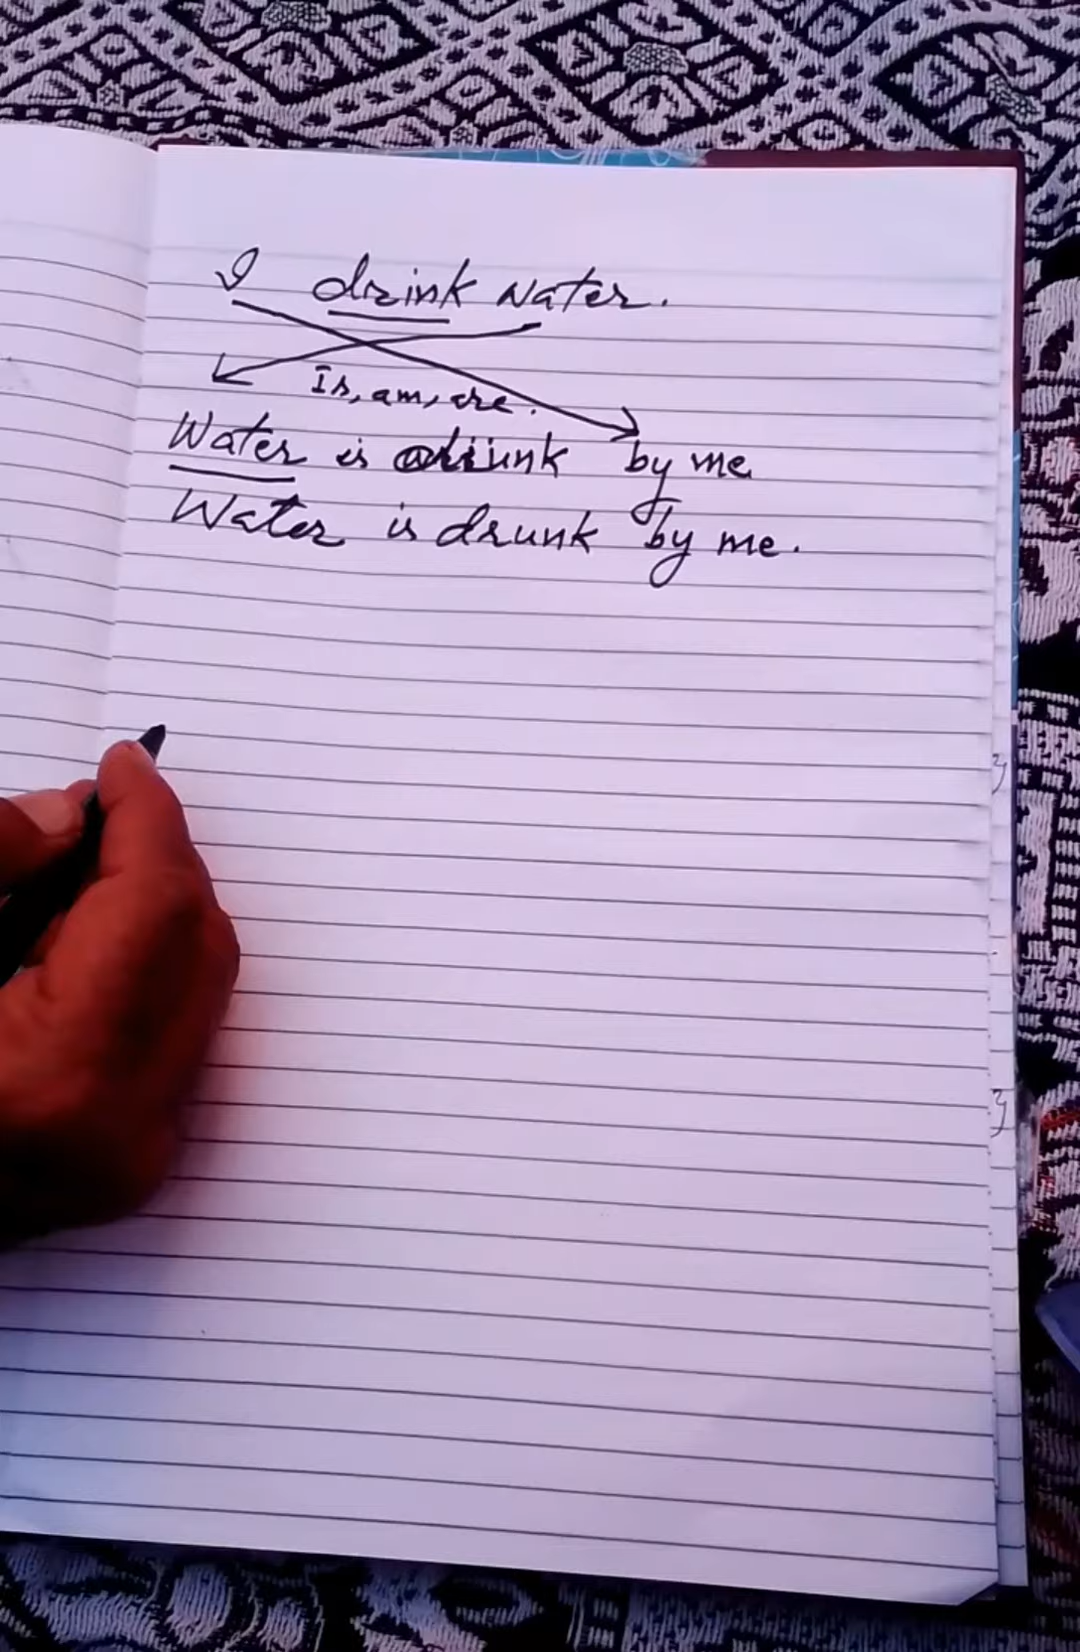 I drink water.
Is, am, are.
Water is drunk by me
Water is drunk by me.